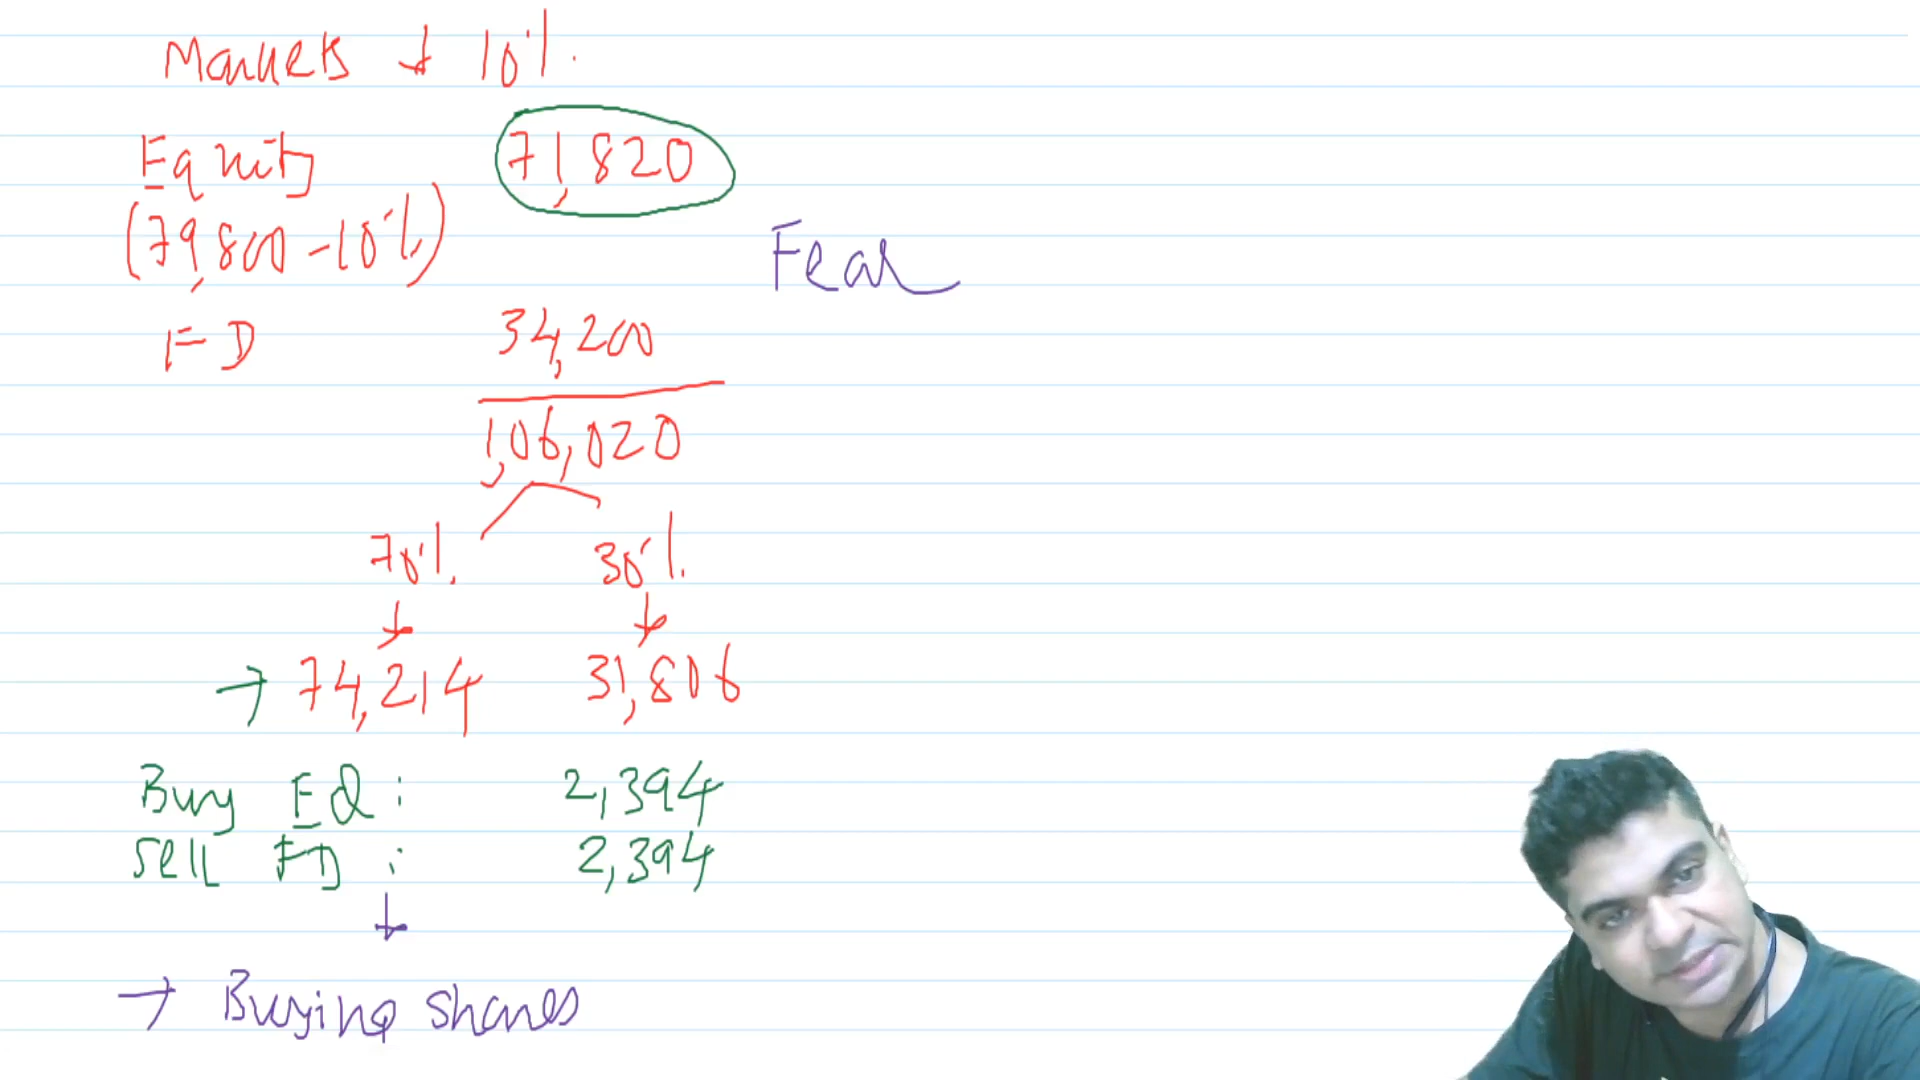 Markets ↓ 10%.
Equity 71,820
(79,800 - 10%)
Fear
FD 34,200
1,06,020
70%. 30%.
↓ ↓
→ 74,214 31,806
Buy EQ : 2,394
Sell FD : 2,394
↓
→ Buying shares